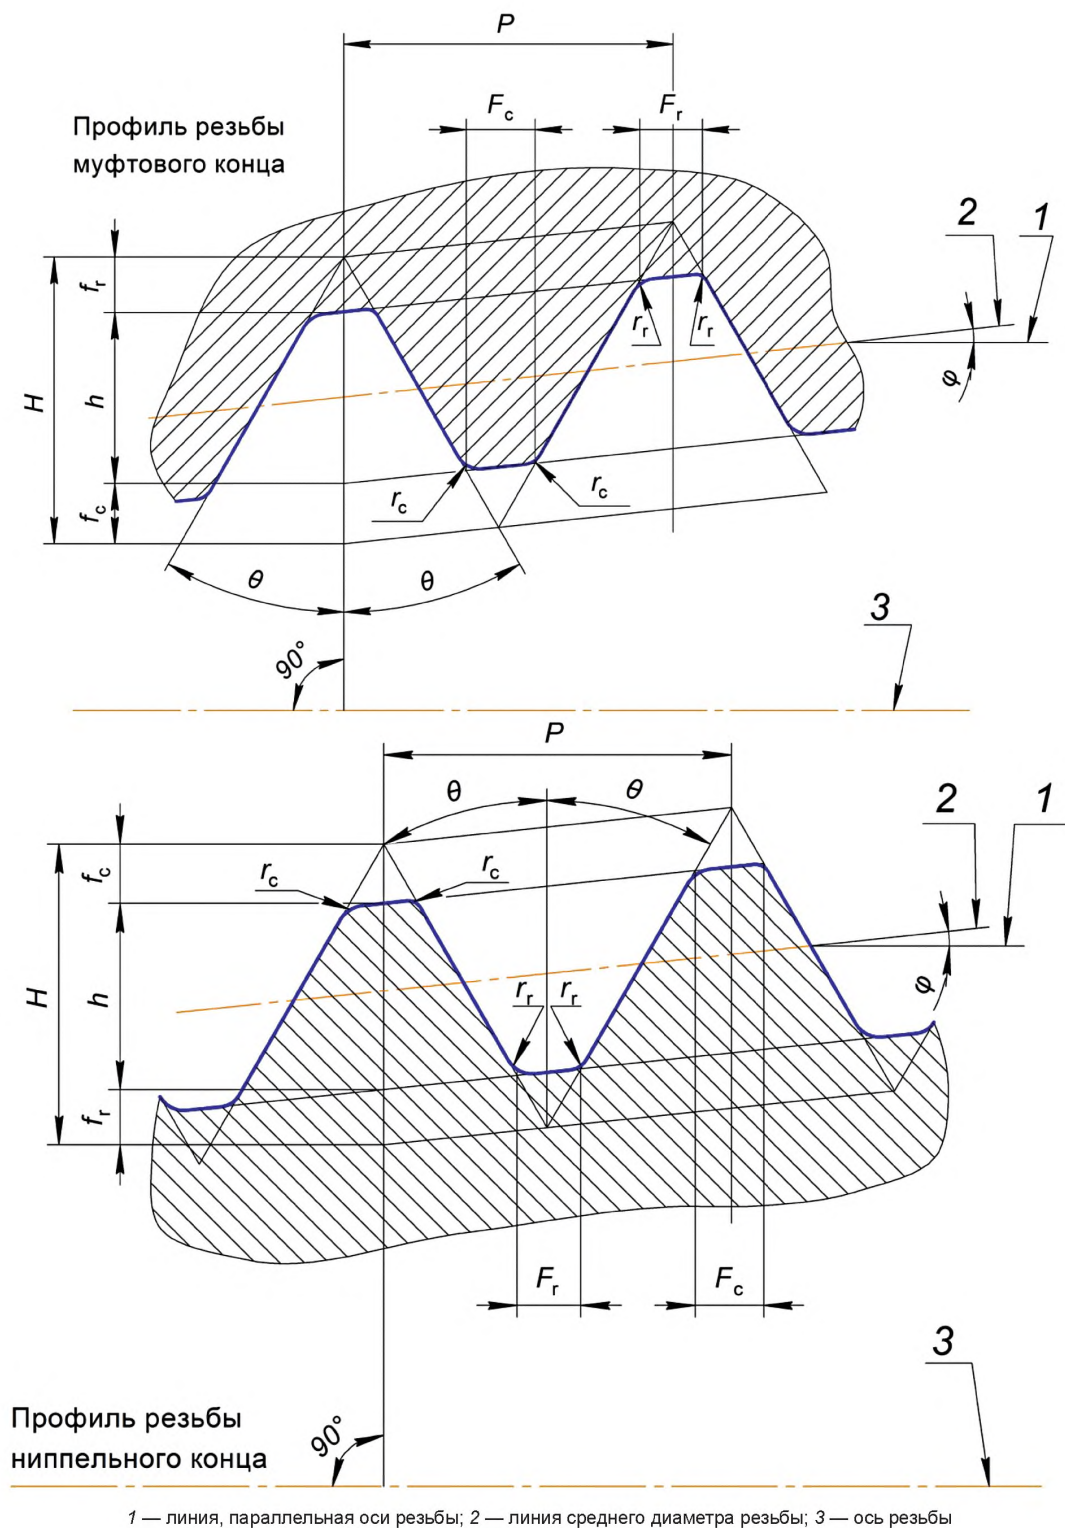 P
F_c F_r
Профиль резьбы
муфтового конца
2 1
f_r
r_r r_r
H h φ
f_c r_c r_c
θ θ
3
90°
P
θ θ
2 1
f_c r_c r_c
H h r_r r_r φ
f_r
F_r F_c
3
Профиль резьбы
ниппельного конца
90°
1 — линия, параллельная оси резьбы; 2 — линия среднего диаметра резьбы; 3 — ось резьбы